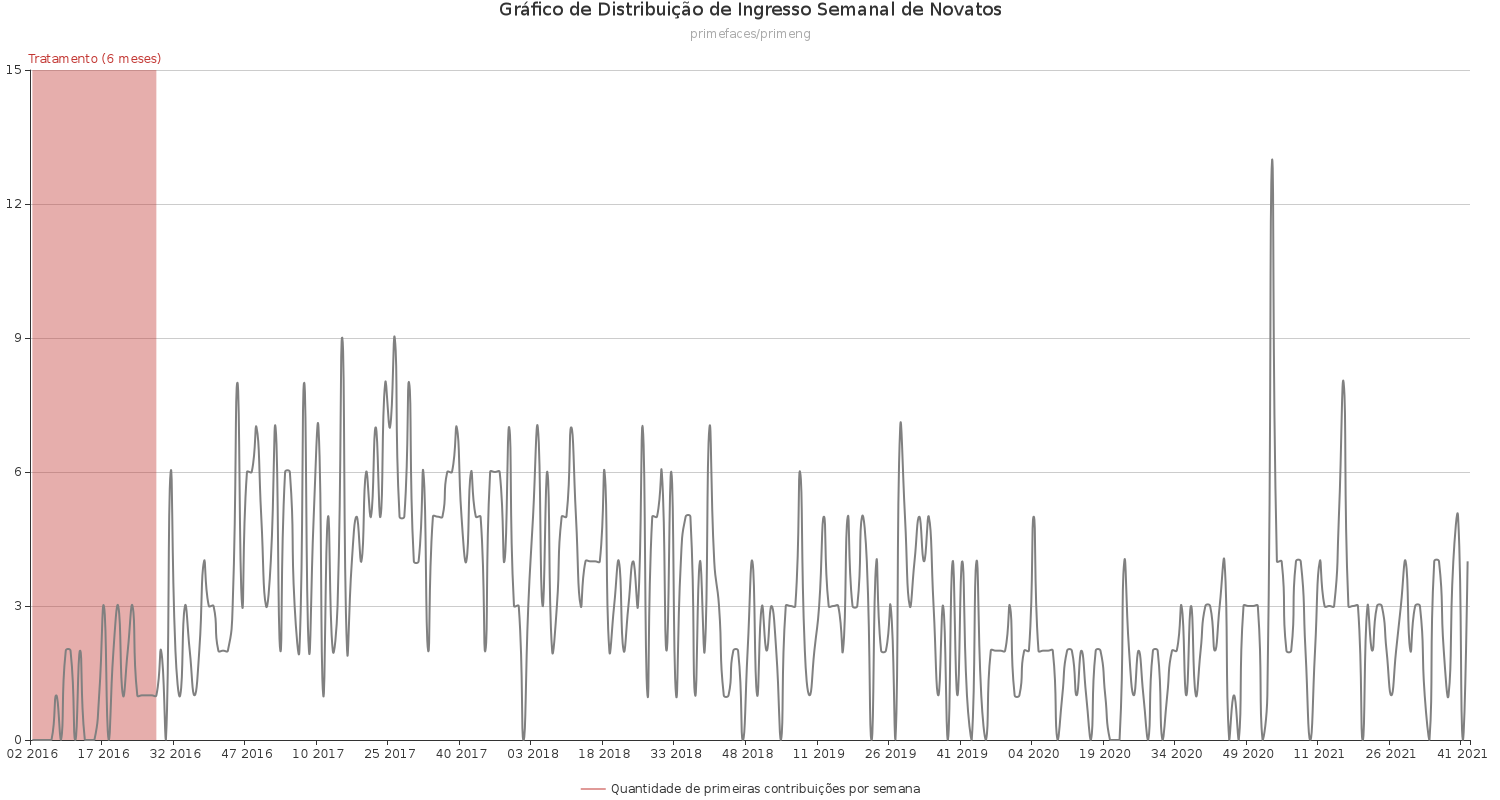 Gráfico de Distribuição de Ingresso Semanal de Novatos
primefaces/primeng
Tratamento (6 meses)
15
12
9
6
3
0
02 2016 17 2016 32 2016 47 2016 10 2017 25 2017 40 2017 03 2018 18 2018 33 2018 48 2018 11 2019 26 2019 41 2019 04 2020 19 2020 34 2020 49 2020 11 2021 26 2021 41 2021
Quantidade de primeiras contribuições por semana